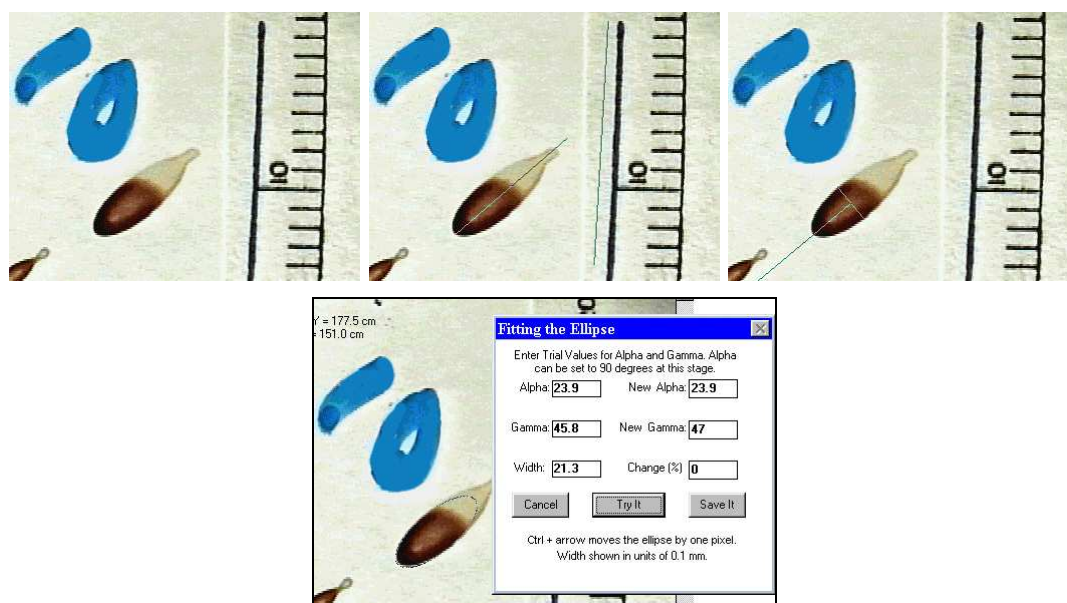 10
10
10
Y = 177.5 cm
= 151.0 cm
Fitting the Ellipse
Enter Trial Values for Alpha and Gamma. Alpha
can be set to 90 degrees at this stage.
Alpha: 23.9 New Alpha: 23.9
Gamma: 45.8 New Gamma: 47
Width: 21.3 Change (%) 0
Cancel Try It Save It
Ctrl + arrow moves the ellipse by one pixel.
Width shown in units of 0.1 mm.